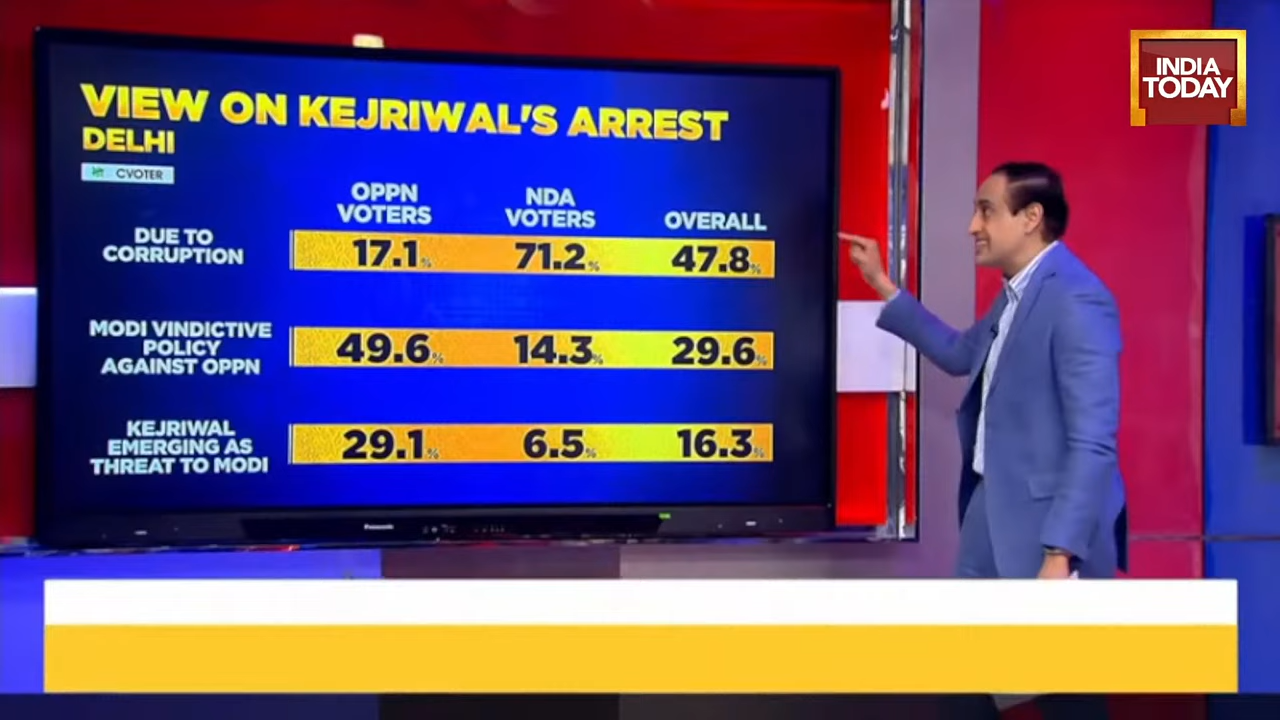 INDIA
TODAY
VIEW ON KEJRIWAL'S ARREST
DELHI
CVOTER
OPPN
VOTERS
NDA
VOTERS
OVERALL
DUE TO
CORRUPTION
17.1% 71.2% 47.8%
MODI VINDICTIVE
POLICY
AGAINST OPPN
49.6% 14.3% 29.6%
KEJRIWAL
EMERGING AS
THREAT TO MODI
29.1% 6.5% 16.3%
Panasonic